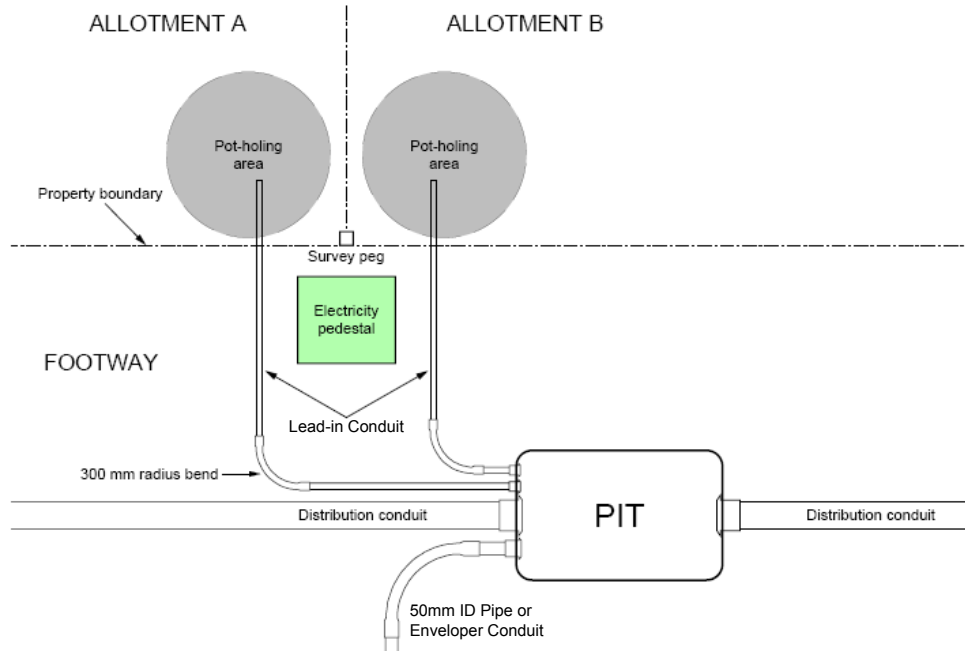 ALLOTMENT A
ALLOTMENT B
Pot-holing
area
Pot-holing
area
Property boundary
Survey peg
Electricity
pedestal
FOOTWAY
Lead-in Conduit
300 mm radius bend
Distribution conduit
PIT
Distribution conduit
50mm ID Pipe or
Enveloper Conduit